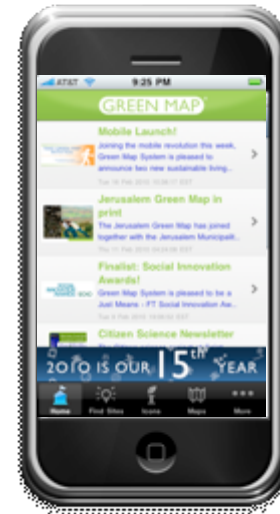 AT&T 9:25 PM
GREEN MAP
Mobile Launch!
Joining the mobile revolution this week,
Green Map System is pleased to
announce two new sustainable living...
Jerusalem Green Map in
print
The Jerusalem Green Map has joined
together with the Jerusalem Municipalit...
Finalist: Social Innovation
Awards!
Green Map System is pleased to be a
Just Means - FT Social Innovation Aw...
Citizen Science Newsletter
2010 IS OUR 15th YEAR
Home Find Sites Icons Maps More